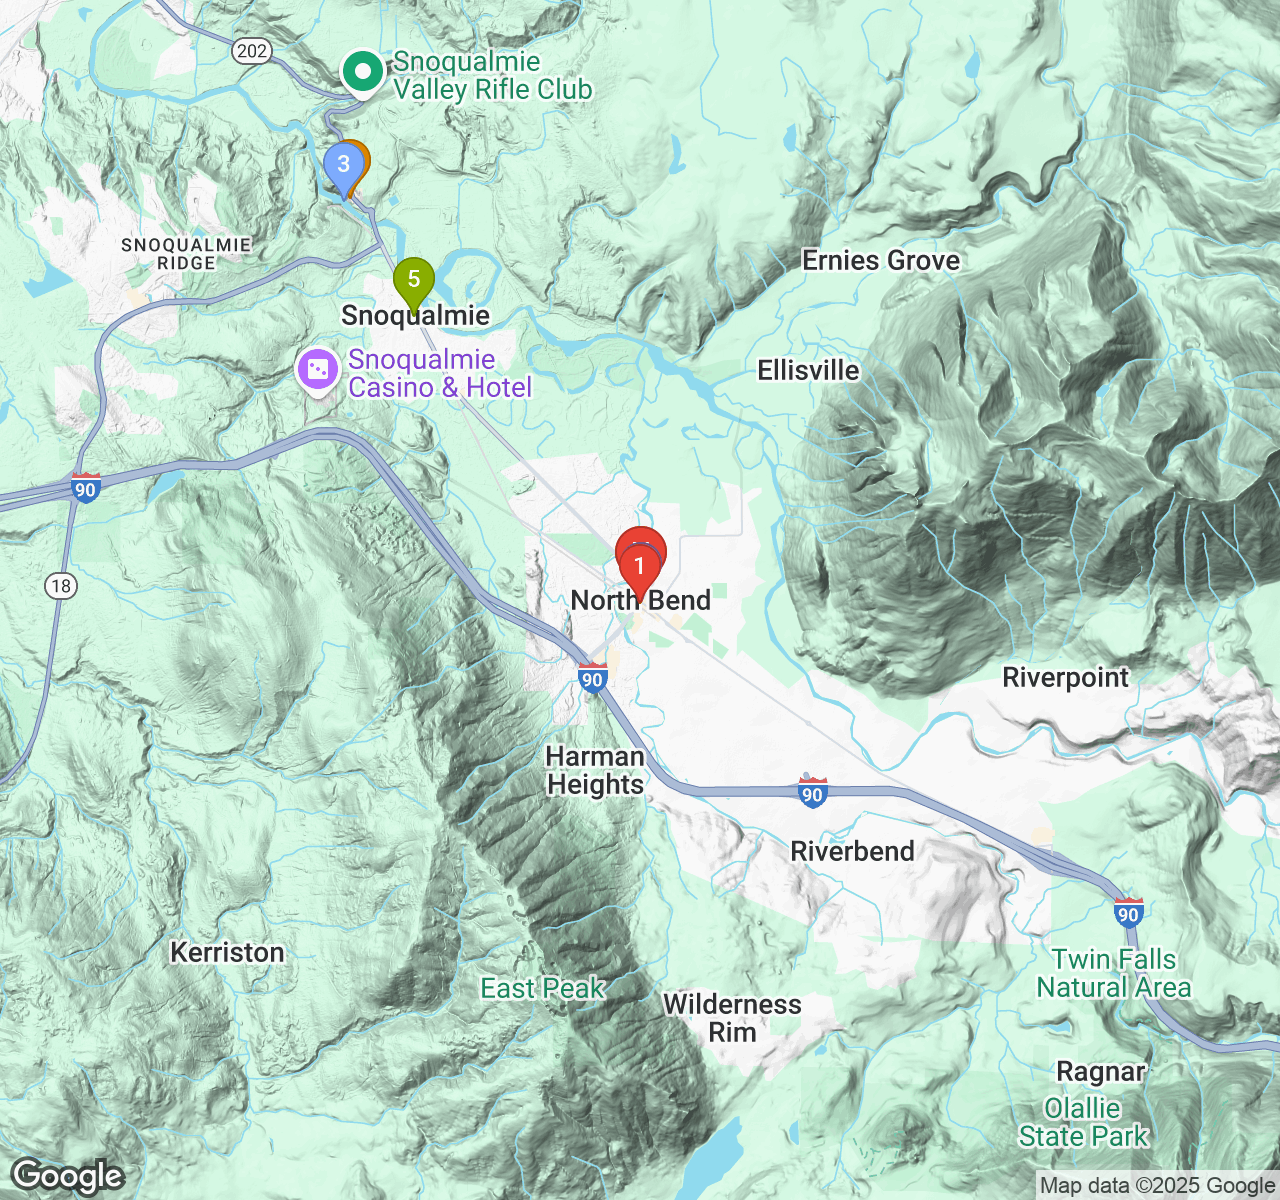 202
Snoqualmie
Valley Rifle Club
3
SNOQUALMIE
RIDGE
Ernies Grove
5
Snoqualmie
Snoqualmie
Casino & Hotel
Ellisville
90
18
1
North Bend
90
Riverpoint
Harman
Heights
90
Riverbend
90
Kerriston
East Peak
Twin Falls
Natural Area
Wilderness
Rim
Ragnar
Olallie
State Park
Google
Map data ©2025 Google